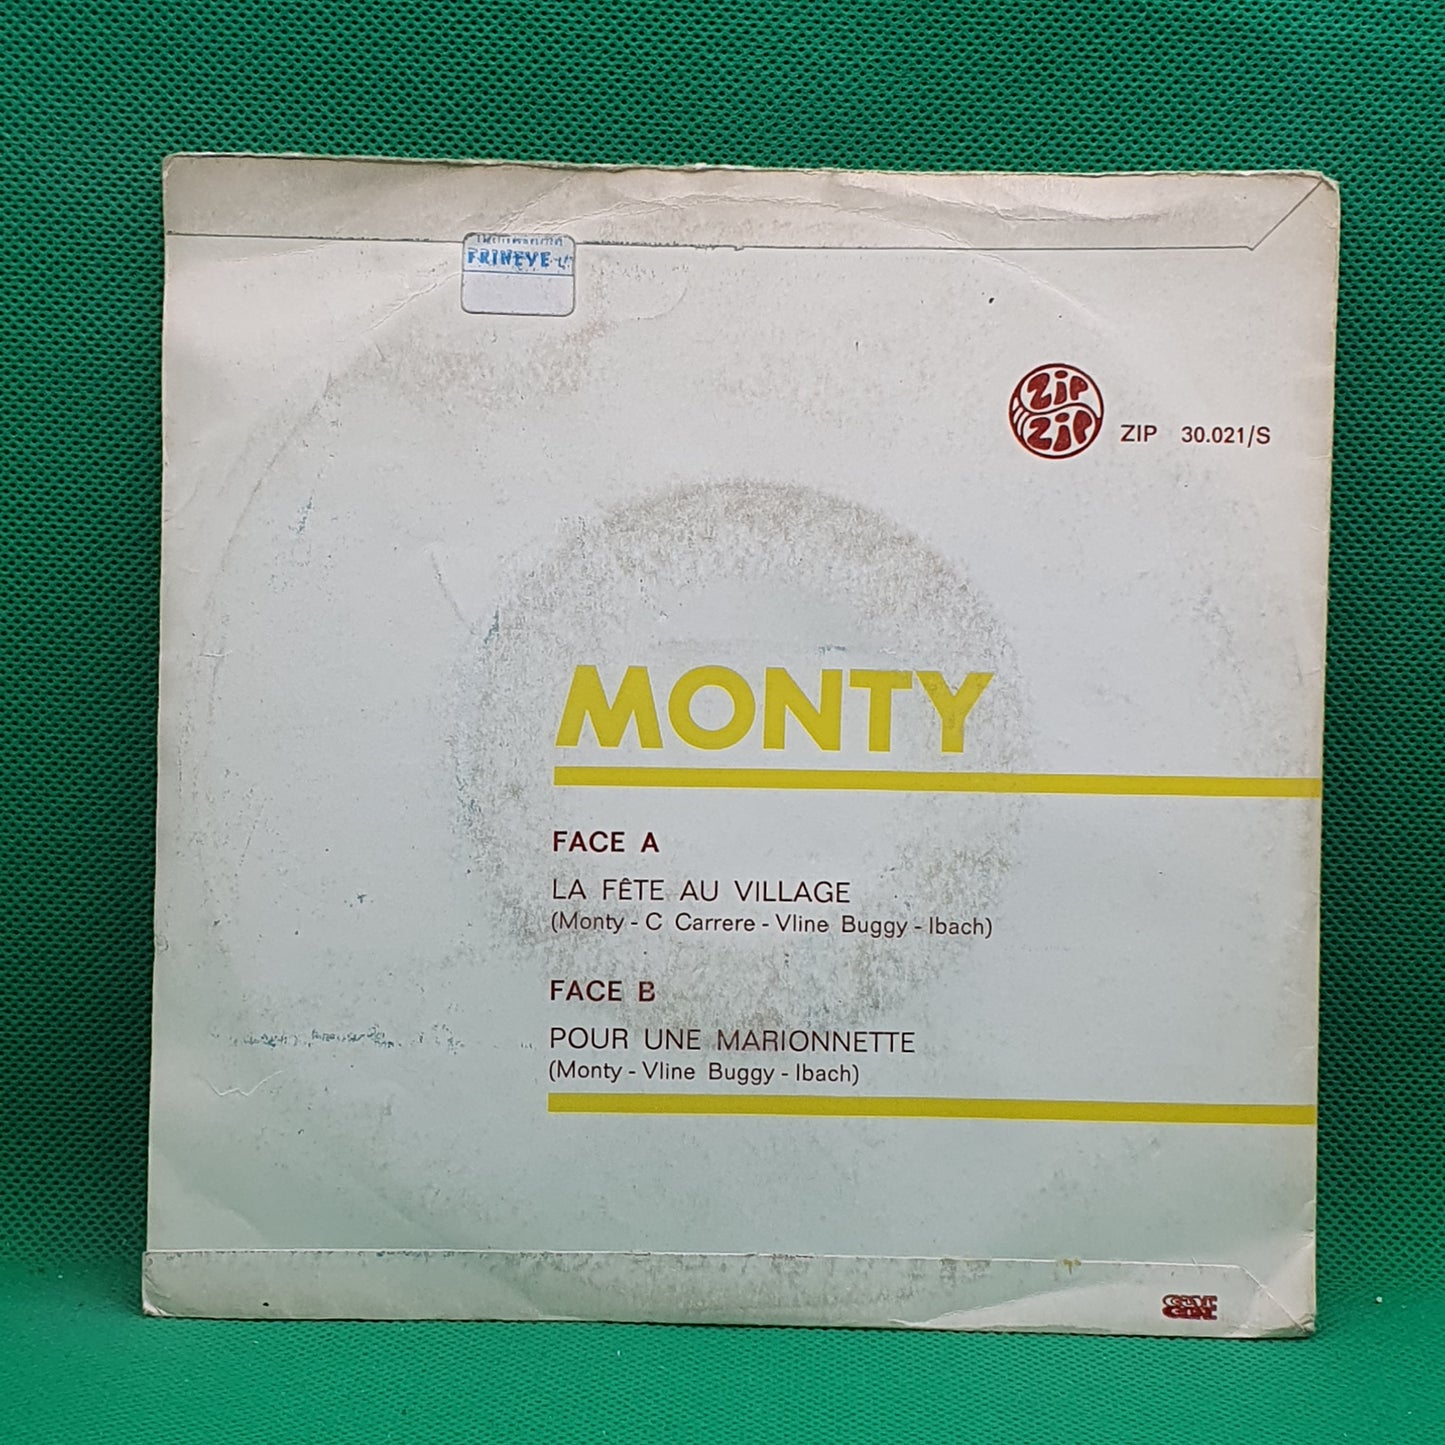 ZIP
ZIP
ZIP 30.021/S
MONTY
FACE A
LA FÊTE AU VILLAGE
(Monty - C Carrere - Vline Buggy - Ibach)
FACE B
POUR UNE MARIONNETTE
(Monty - Vline Buggy - Ibach)